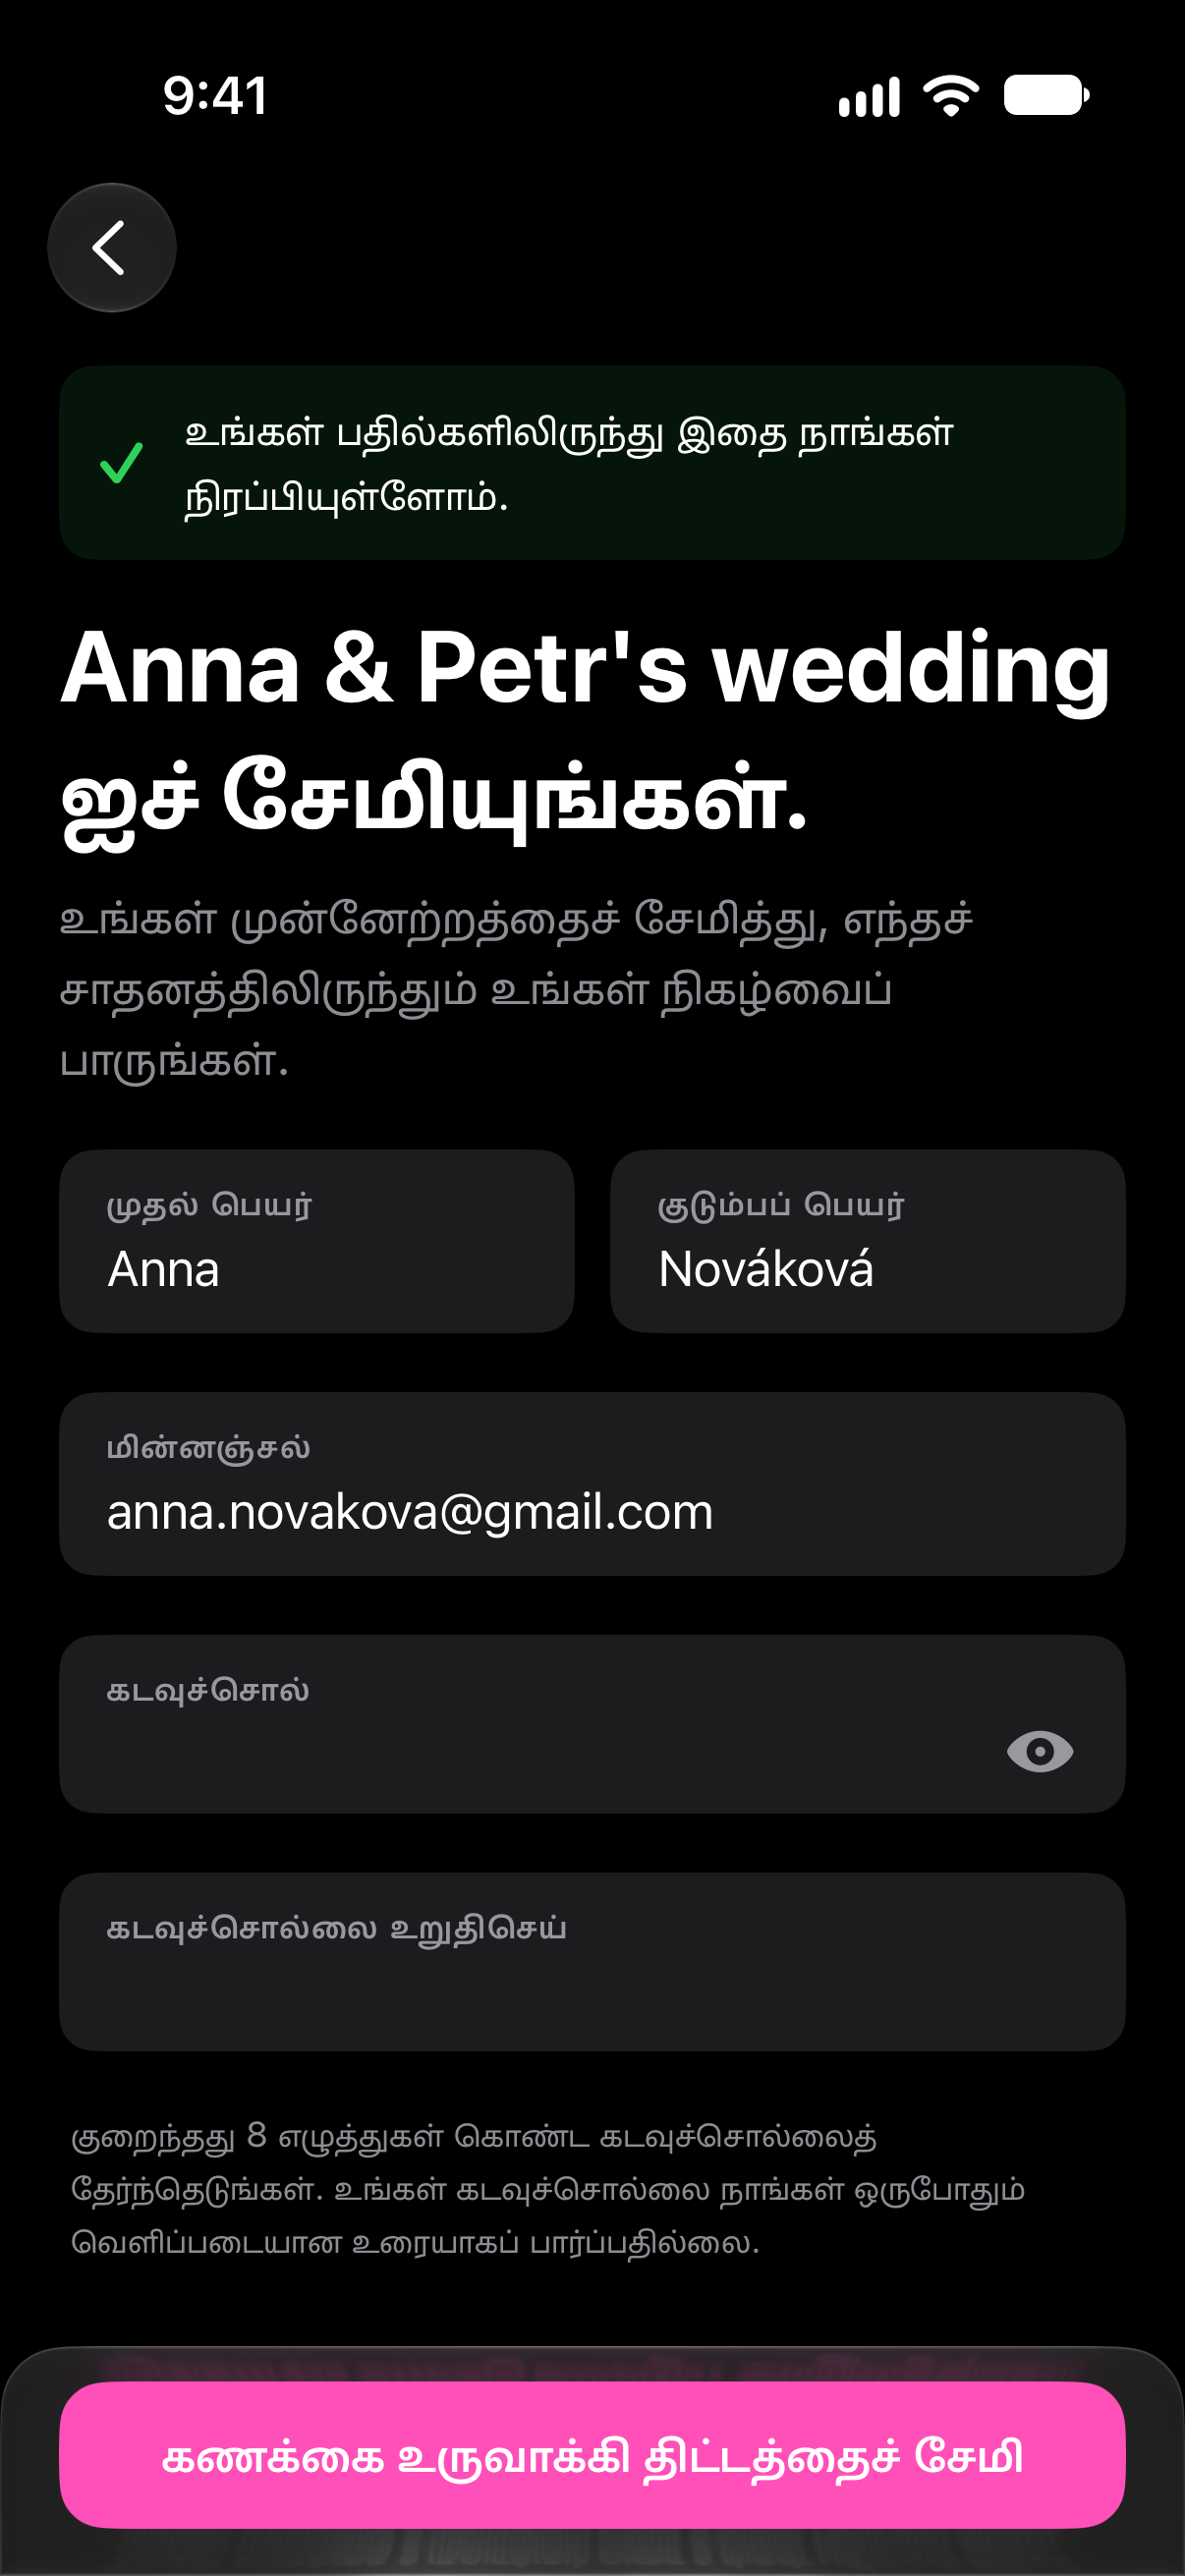 9:41
உங்கள் பதில்களிலிருந்து இதை நாங்கள்
நிரப்பியுள்ளோம்.
Anna & Petr's wedding
ஐச் சேமியுங்கள்.
உங்கள் முன்னேற்றத்தைச் சேமித்து, எந்தச்
சாதனத்திலிருந்தும் உங்கள் நிகழ்வைப்
பாருங்கள்.
முதல் பெயர்
Anna
குடும்பப் பெயர்
Nováková
மின்னஞ்சல்
anna.novakova@gmail.com
கடவுச்சொல்
கடவுச்சொல்லை உறுதிசெய்
குறைந்தது 8 எழுத்துகள் கொண்ட கடவுச்சொல்லைத்
தேர்ந்தெடுங்கள். உங்கள் கடவுச்சொல்லை நாங்கள் ஒருபோதும்
வெளிப்படையான உரையாகப் பார்ப்பதில்லை.
கணக்கை உருவாக்கி திட்டத்தைச் சேமி